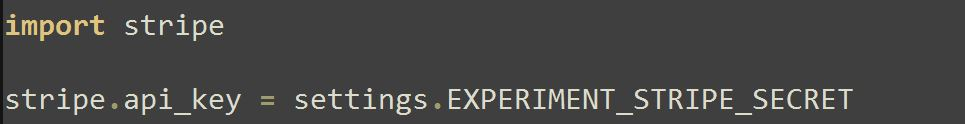 import stripe
stripe.api_key = settings.EXPERIMENT_STRIPE_SECRET